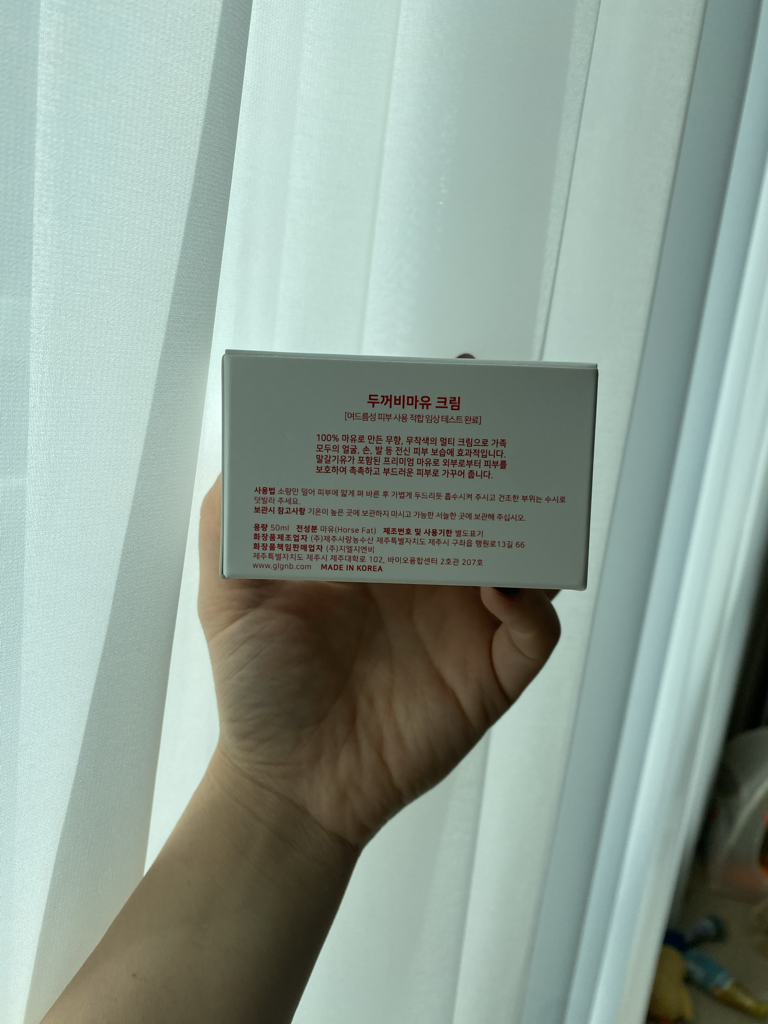 두꺼비마유 크림
[여드름성 피부 사용 적합 임상 테스트 완료]
100% 마유로 만든 무향, 무착색의 멀티 크림으로 가족
모두의 얼굴, 손, 발 등 전신 피부 보습에 효과적입니다.
말갈기유가 포함된 프리미엄 마유로 외부로부터 피부를
보호하여 촉촉하고 부드러운 피부로 가꾸어 줍니다.
사용법 소량만 덜어 피부에 얇게 펴 바른 후 가볍게 두드리듯 흡수시켜 주시고 건조한 부위는 수시로
덧발라 주세요.
보관시 참고사항 기온이 높은 곳에 보관하지 마시고 가능한 서늘한 곳에 보관해 주십시오.
용량 50ml 전성분 마유(Horse Fat) 제조번호 및 사용기한 별도표기
화장품제조업자 (주)제주사랑농수산 제주특별자치도 제주시 구좌읍 행원로13길 66
화장품책임판매업자 (주)지엘지엔비
제주특별자치도 제주시 제주대학로 102, 바이오융합센터 2호관 207호
www.glgnb.com MADE IN KOREA